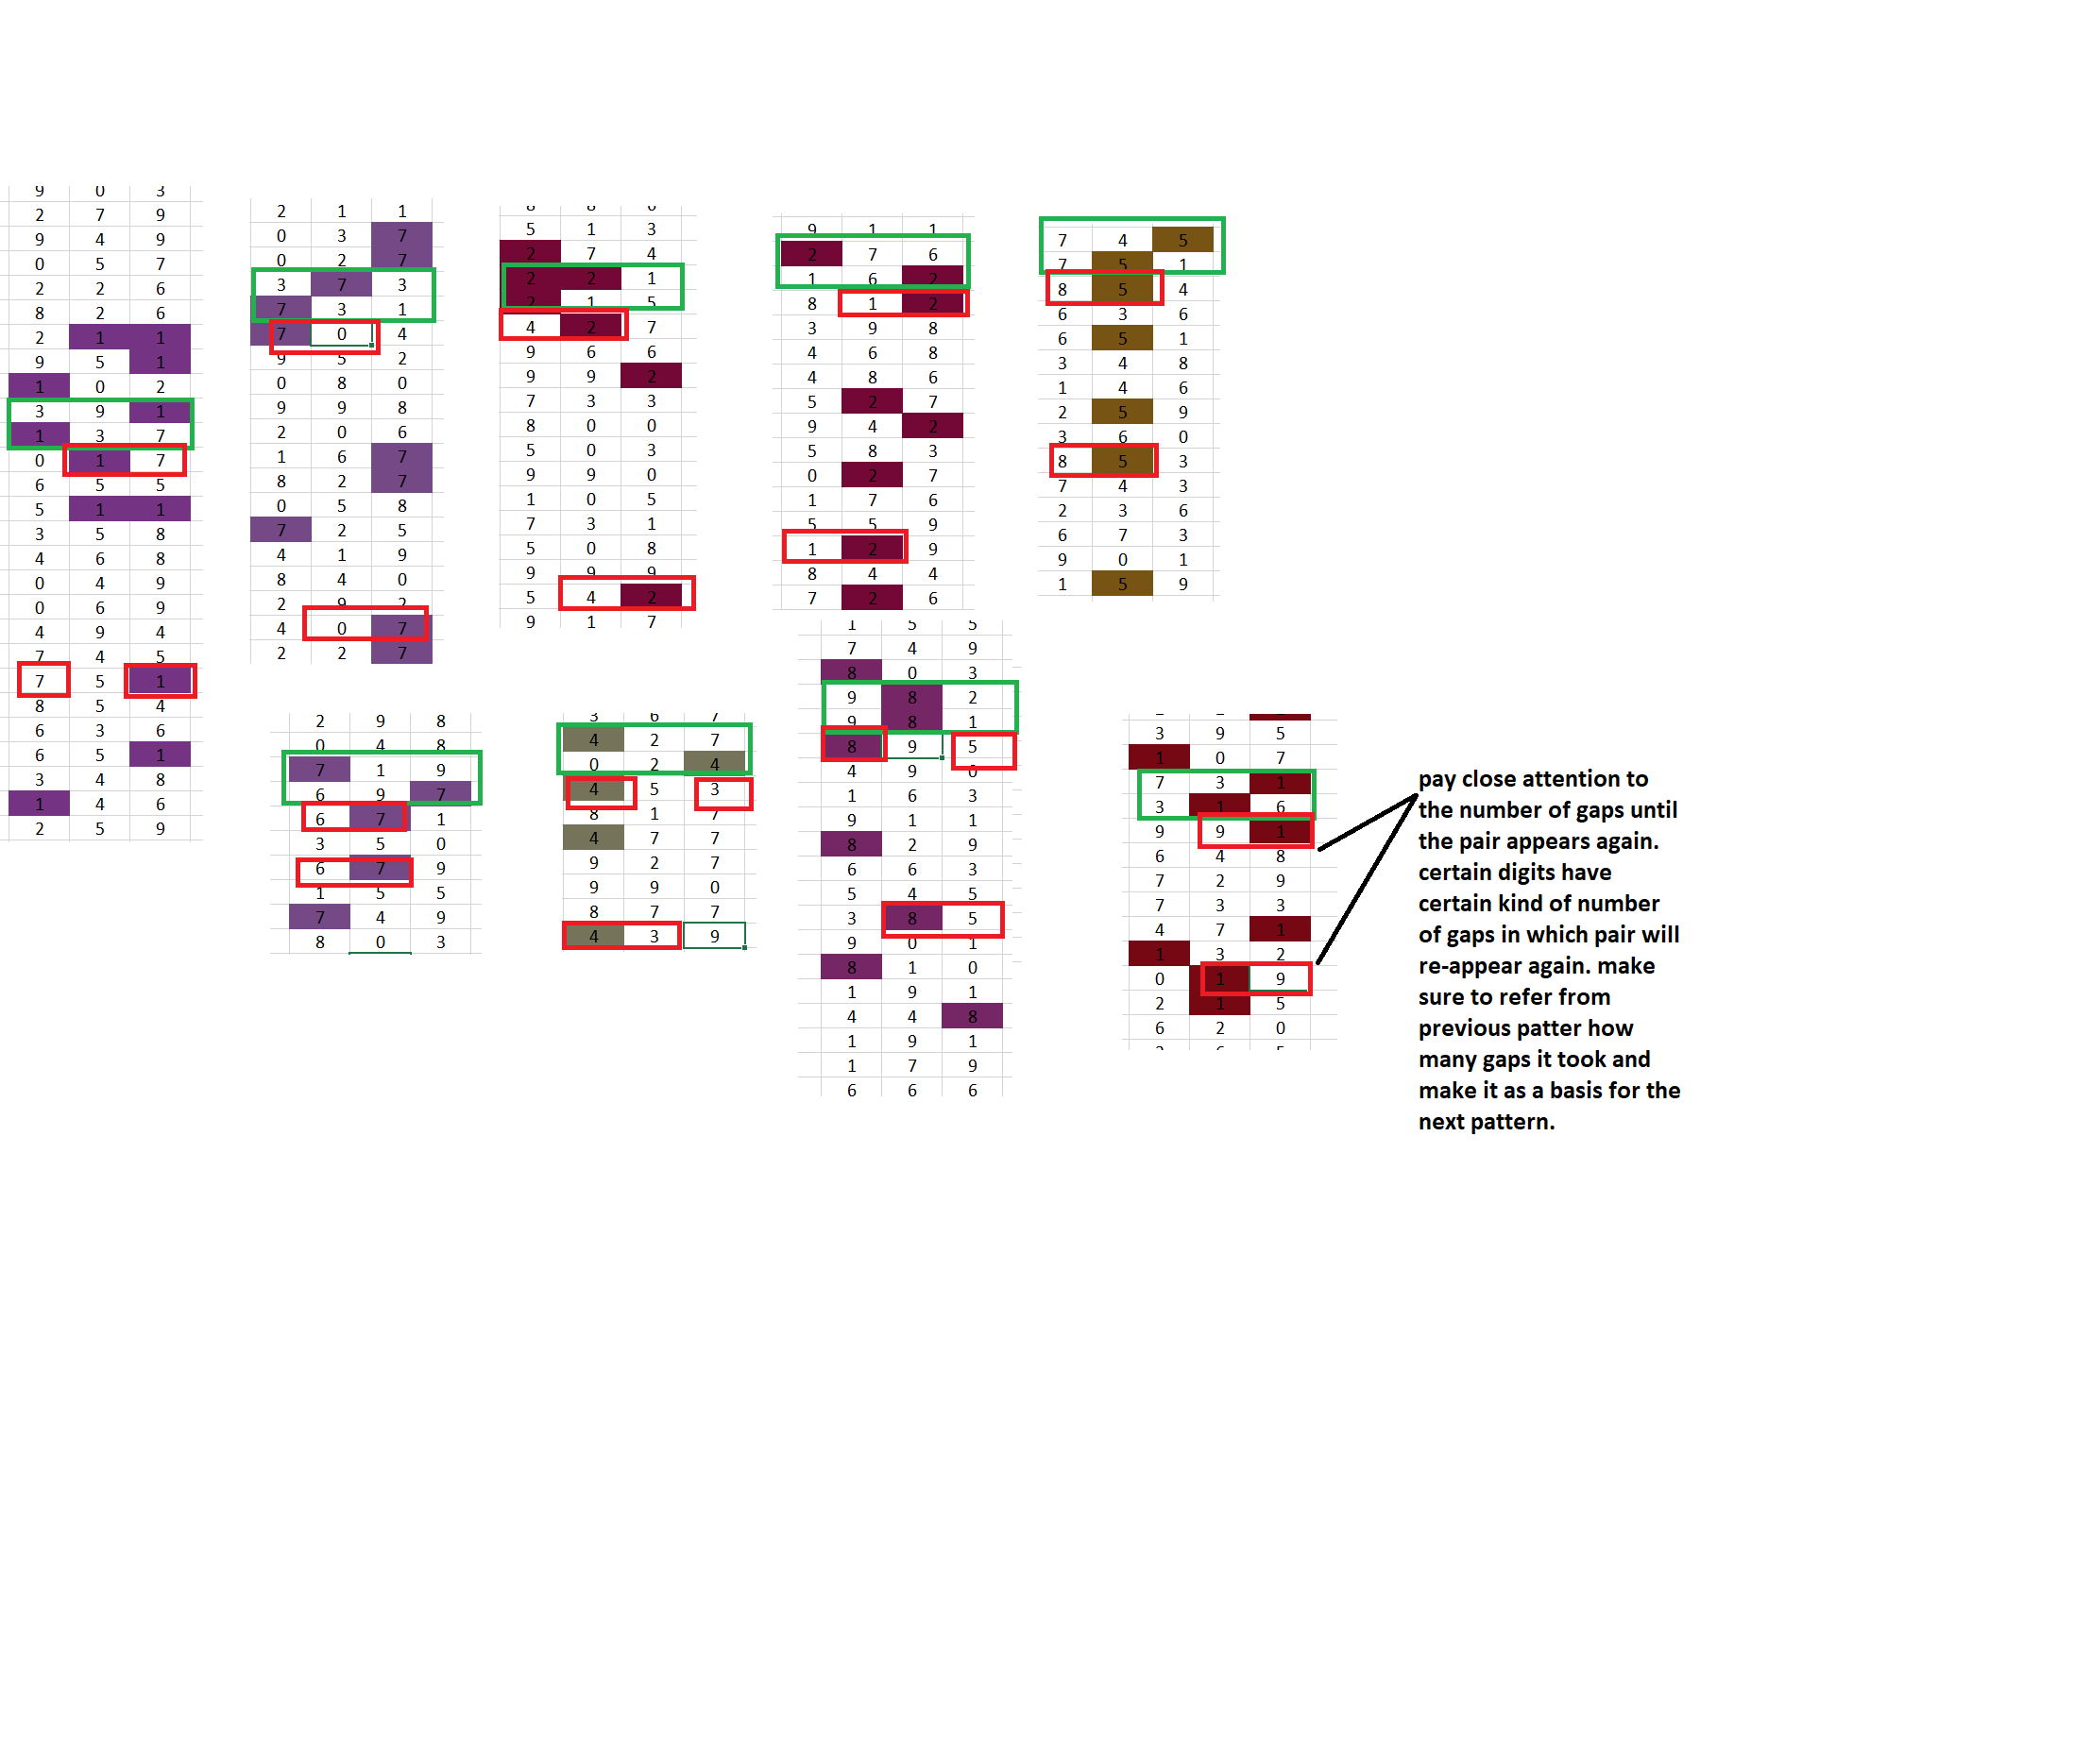 9 0 3
2 7 9
9 4 9
0 5 7
2 2 6
8 2 6
2 1 1
9 5 1
1 0 2
3 9 1
1 3 7
0 1 7
6 5 5
5 1 1
3 5 8
4 6 8
0 4 9
0 6 9
4 9 4
7 4 5
7 5 1
8 5 4
6 3 6
6 5 1
3 4 8
1 4 6
2 5 9
2 1 1
0 3 7
0 2 7
3 7 3
7 3 1
7 0 4
9 5 2
0 8 0
9 9 8
2 0 6
1 6 7
8 2 7
0 5 8
7 2 5
4 1 9
8 4 0
2 9 2
4 0 7
2 2 7
5 1 3
2 7 4
2 2 1
2 1 5
4 2 7
9 6 6
9 9 2
7 3 3
8 0 0
5 0 3
9 9 0
1 0 5
7 3 1
5 0 8
9 9 9
5 4 2
9 1 7
9 1 1
2 7 6
1 6 2
8 1 2
3 9 8
4 6 8
4 8 6
5 2 7
9 4 2
5 8 3
0 2 7
1 7 6
5 5 9
1 2 9
8 4 4
7 2 6
7 4 5
7 5 1
8 5 4
6 3 6
6 5 1
3 4 8
1 4 6
2 5 9
3 6 0
8 5 3
7 4 3
2 3 6
6 7 3
9 0 1
1 5 9
2 9 8
0 4 8
7 1 9
6 9 7
6 7 1
3 5 0
6 7 9
1 5 5
7 4 9
8 0 3
3 6 7
4 2 7
0 2 4
4 5 3
8 1 7
4 7 7
9 2 7
9 9 0
8 7 7
4 3 9
1 5 5
7 4 9
8 0 3
9 8 2
9 8 1
8 9 5
4 9 0
1 6 3
9 1 1
8 2 9
6 6 3
5 4 5
3 8 5
9 0 1
8 1 0
1 9 1
4 4 8
1 9 1
1 7 9
6 6 6
3 9 5
1 0 7
7 3 1
3 1 6
9 9 1
6 4 8
7 2 9
7 3 3
4 7 1
1 3 2
0 1 9
2 1 5
6 2 0
pay close attention to
the number of gaps until
the pair appears again.
certain digits have
certain kind of number
of gaps in which pair will
re-appear again. make
sure to refer from
previous patter how
many gaps it took and
make it as a basis for the
next pattern.